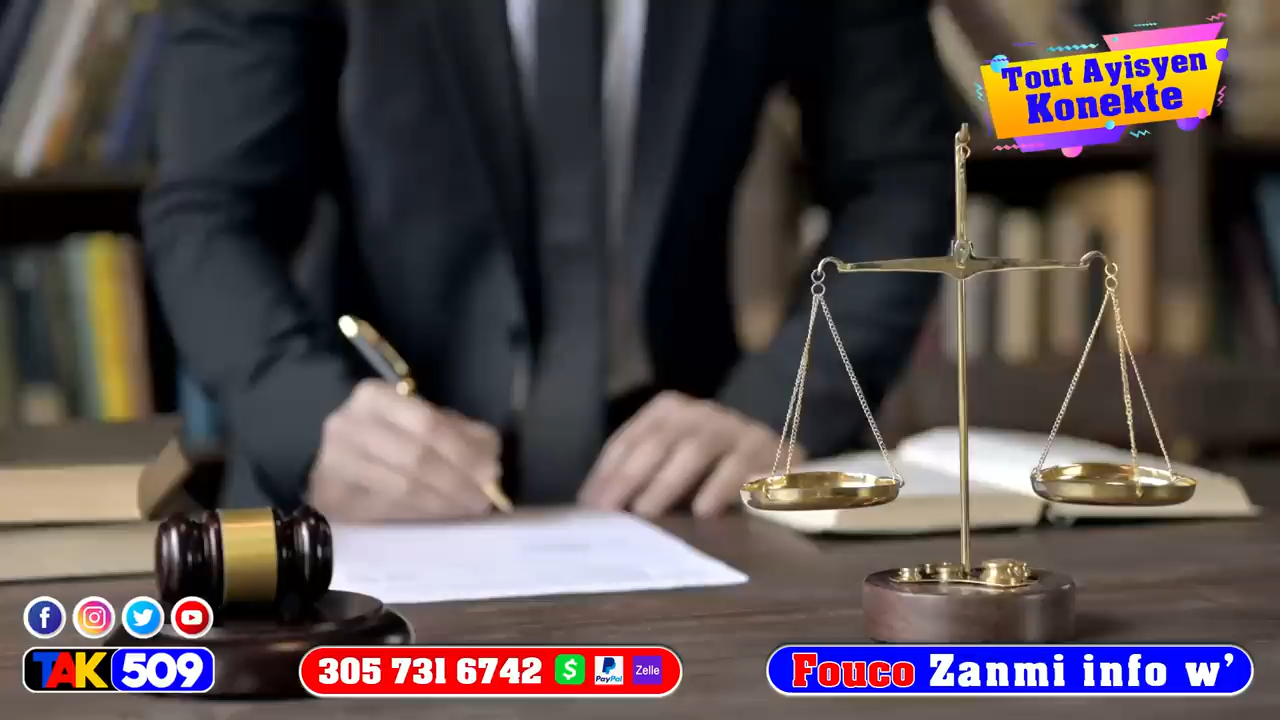 Tout Ayisyen
Konekte
TAK 509
305 731 6742
PayPal
Zelle
Fouco Zanmi info w’